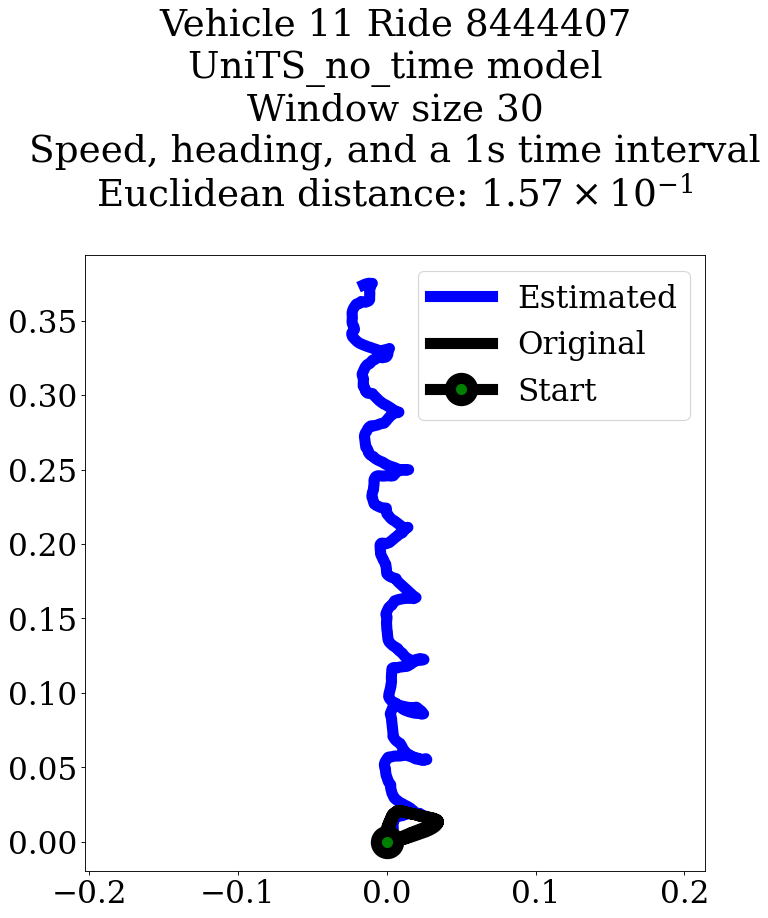 Vehicle 11 Ride 8444407
UniTS_no_time model
Window size 30
Speed, heading, and a 1s time interval
Euclidean distance: 1.57 × 10⁻¹
Estimated
Original
Start
0.35
0.30
0.25
0.20
0.15
0.10
0.05
0.00
−0.2 −0.1 0.0 0.1 0.2